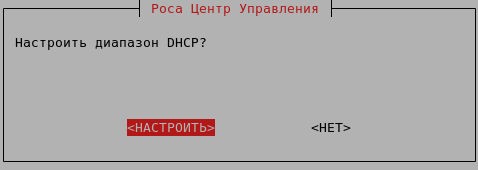 Роса Центр Управления
Настроить диапазон DHCP?
<НАСТРОИТЬ> <НЕТ>